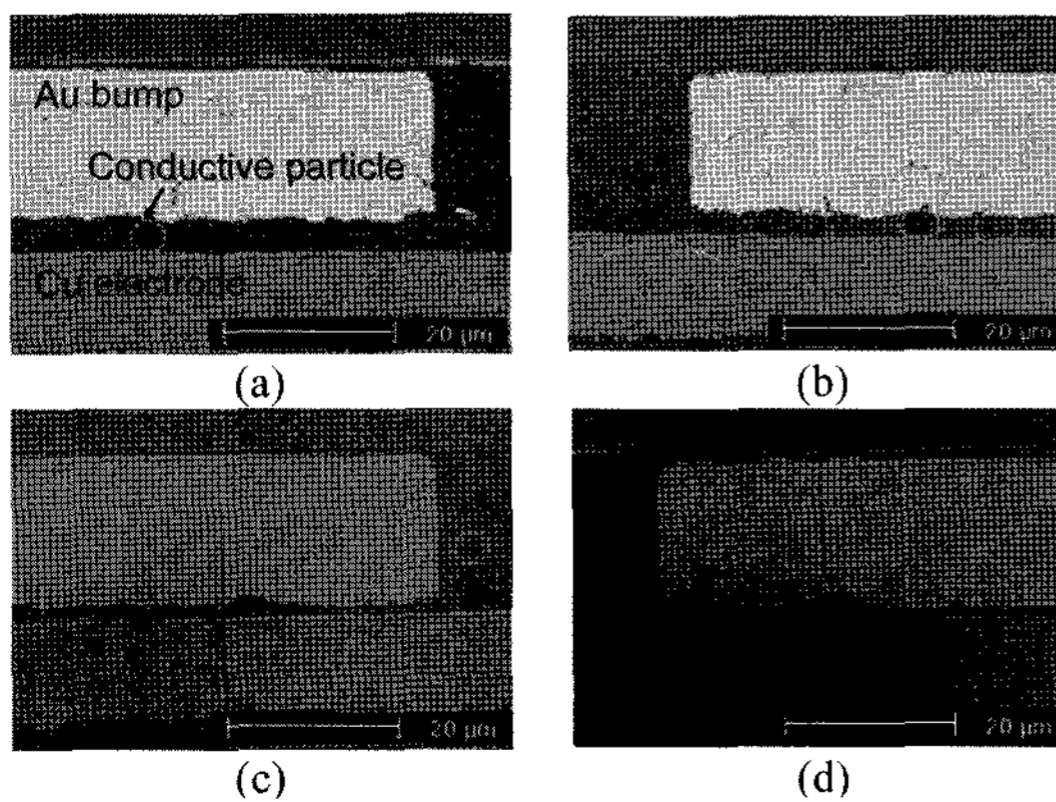 Au bump
Conductive particle
Cu electrode
20 µm
20 µm
(a)
(b)
20 µm
20 µm
(c)
(d)